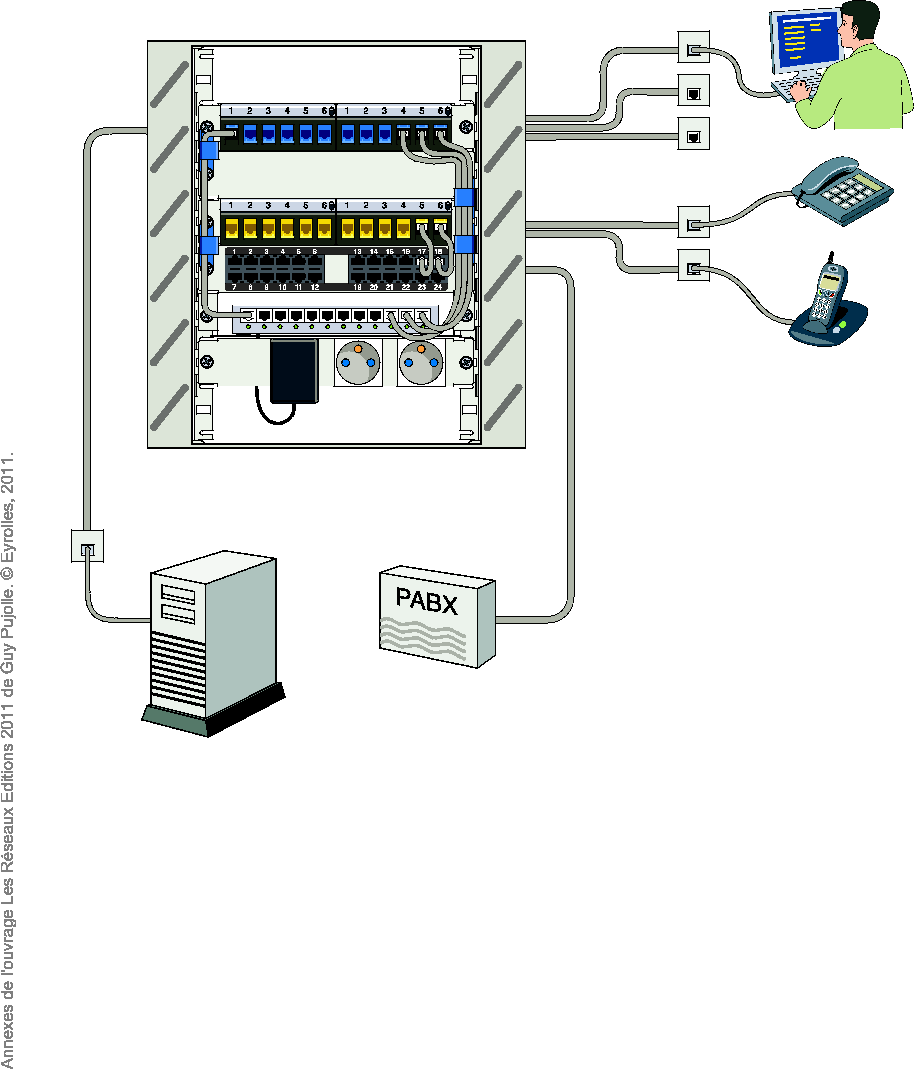 1 2 3 4 5 6 1 2 3 4 5 6
1 2 3 4 5 6 1 2 3 4 5 6
1 2 3 4 5 6 13 14 15 16 17 18
7 8 9 10 11 12 19 20 21 22 23 24
PABX
Annexes de l'ouvrage Les Réseaux Editions 2011 de Guy Pujolle. © Eyrolles, 2011.